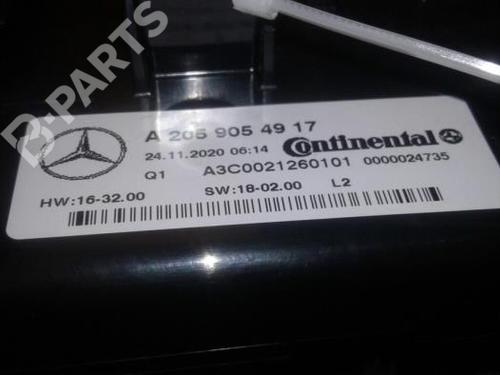 B-PARTS
A 205 905 49 17
24.11.2020 06:14
Continental
Q1 A3C0021260101 0000024735
HW:16-32.00 SW:18-02.00 L2